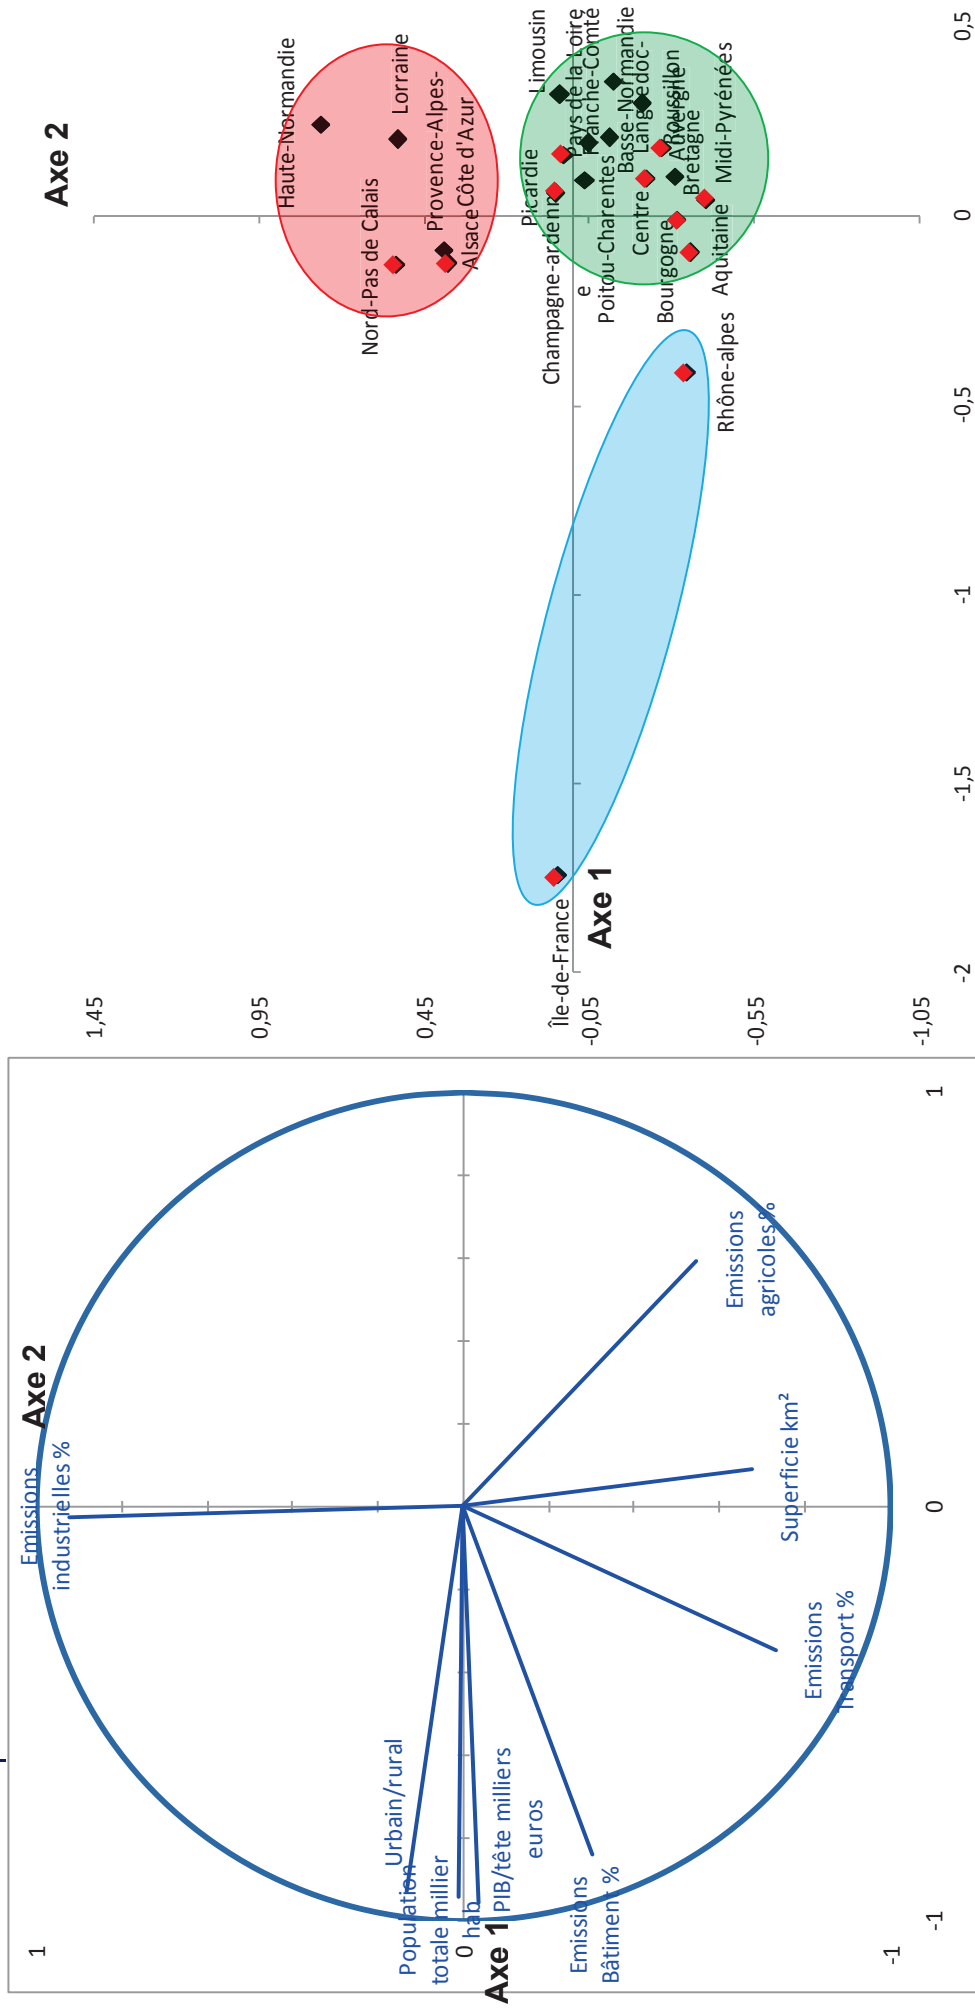 Axe 2
Emissions
industrielles %
Urbain/rural
Population
totale millier
hab
PIB/tête milliers
euros
Emissions
Bâtiment %
Emissions
Transport %
Superficie km²
Emissions
agricoles%
Axe 1
1
0
-1
-1
0
1
Axe 2
Haute-Normandie
Lorraine
Nord-Pas de Calais
Provence-Alpes-
Côte d'Azur
Alsace
Limousin
Picardie
Pays de la Loire
Franche-Comté
Champagne-ardenn
e
Basse-Normandie
Poitou-Charentes
Languedoc-
Roussillon
Centre
Auvergne
Bretagne
Bourgogne
Midi-Pyrénées
Aquitaine
Rhône-alpes
Île-de-France
Axe 1
1,45
0,95
0,45
-0,05
-0,55
-1,05
-2
-1,5
-1
-0,5
0
0,5